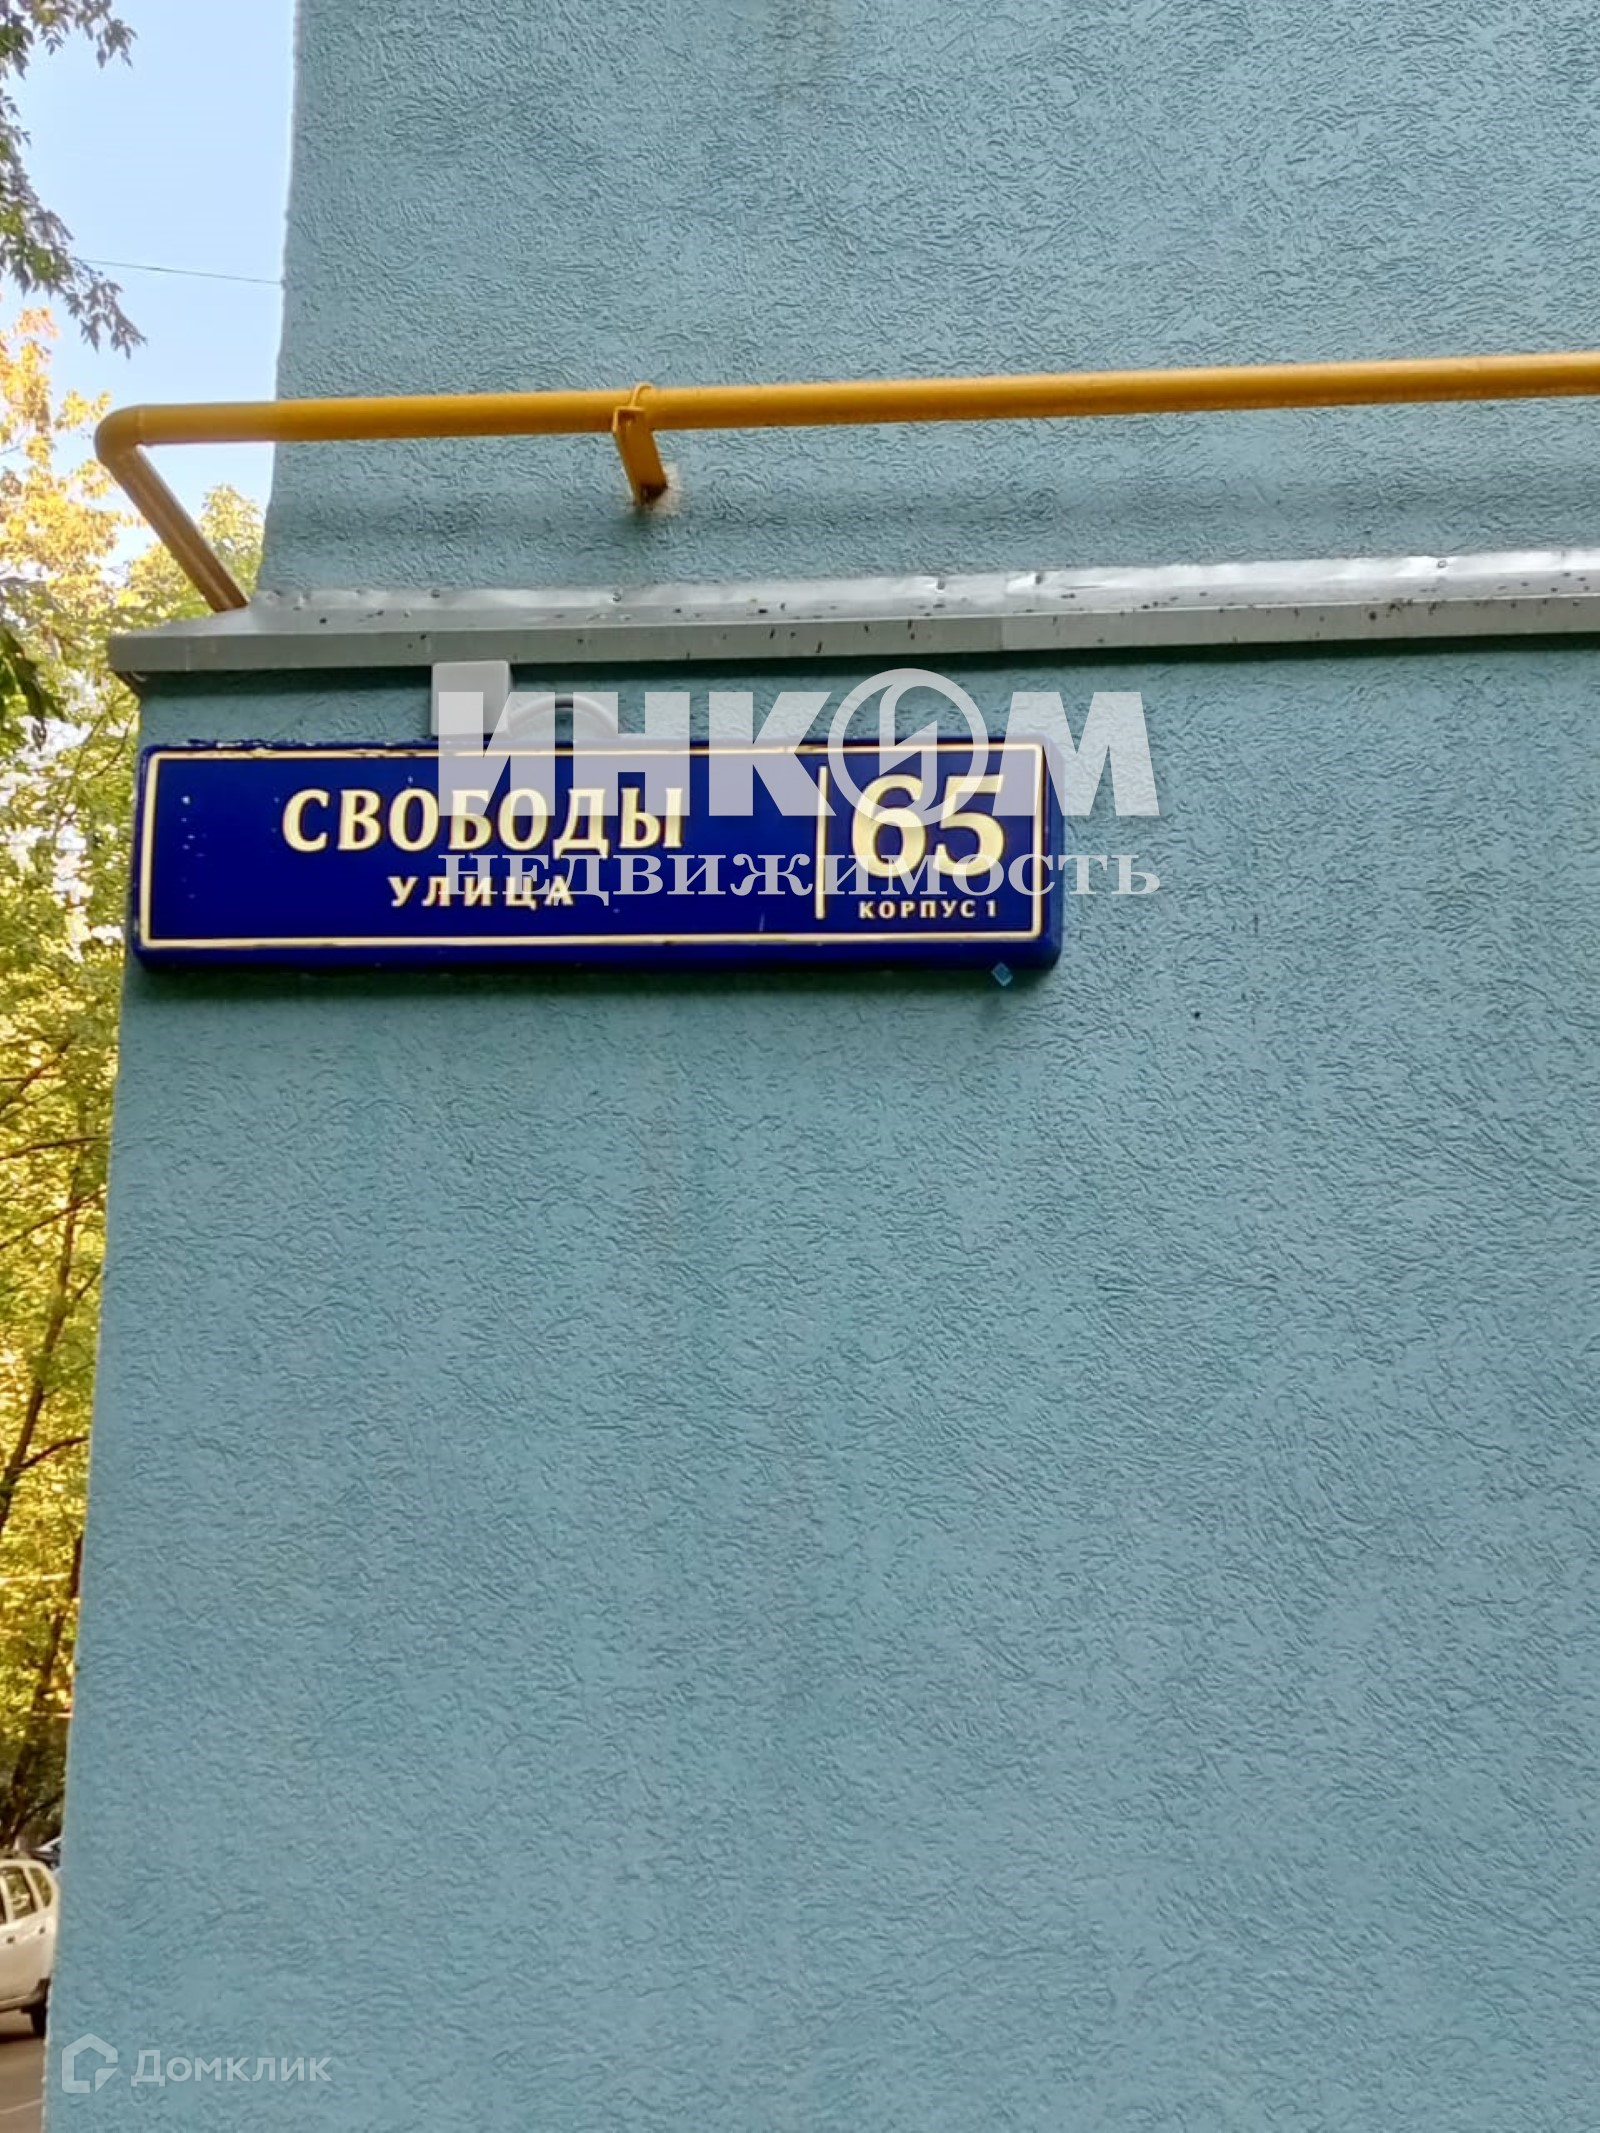 ИНКОМ
НЕДВИЖИМОСТЬ
СВОБОДЫ
УЛИЦА
65
КОРПУС 1
Домклик